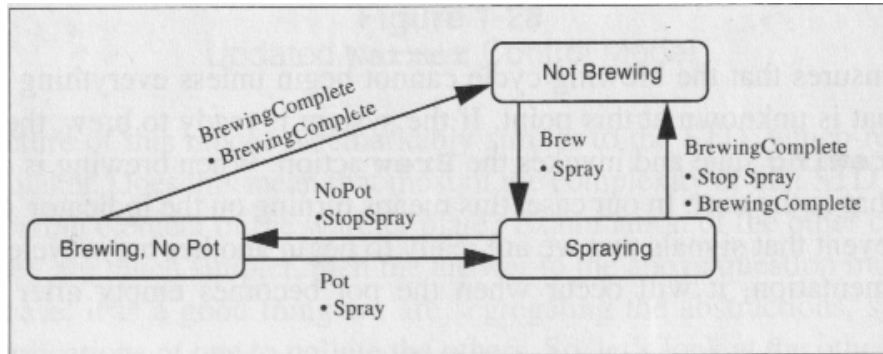 Not Brewing
BrewingComplete
• BrewingComplete
Brew
• Spray
BrewingComplete
• Stop Spray
• BrewingComplete
NoPot
• StopSpray
Brewing, No Pot
Spraying
Pot
• Spray